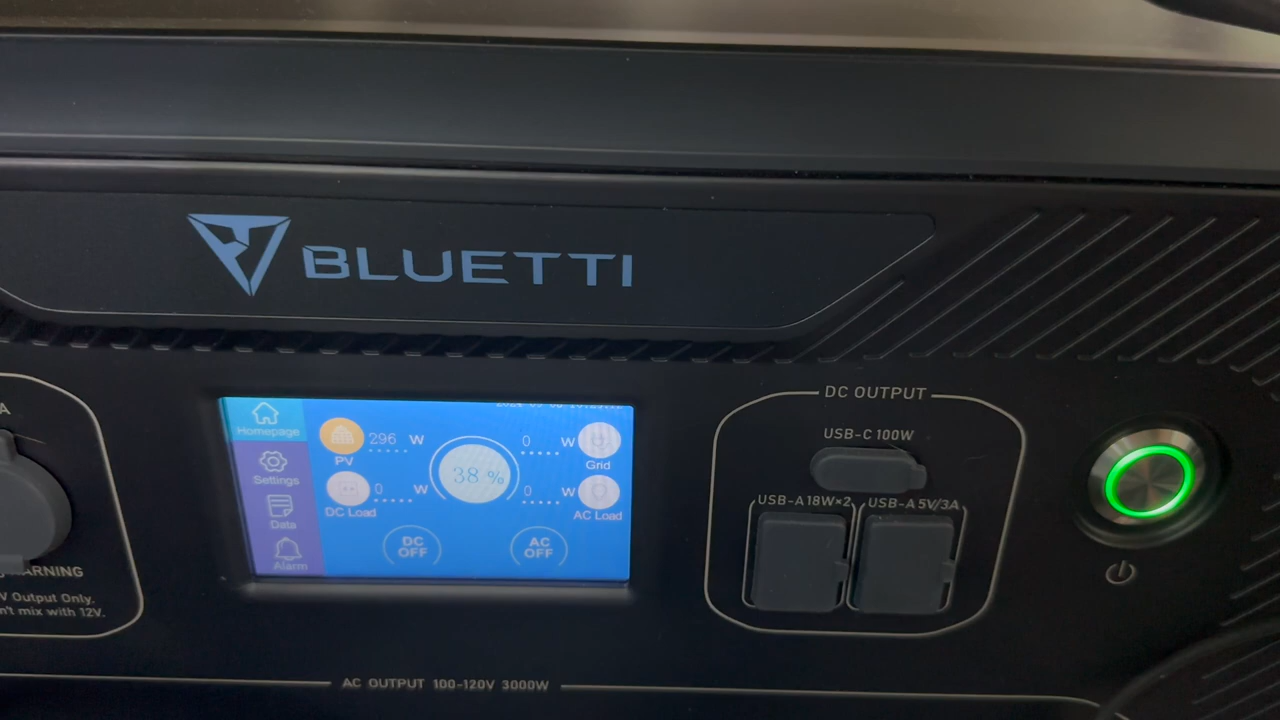 BLUETTI
A
WARNING
V Output Only.
n't mix with 12V.
Homepage
Settings
Data
Alarm
296 W
PV
0 W
DC Load
38 %
0 W
Grid
0 W
AC Load
DC OFF
AC OFF
DC OUTPUT
USB-C 100W
USB-A 18W×2
USB-A 5V/3A
AC OUTPUT 100-120V 3000W